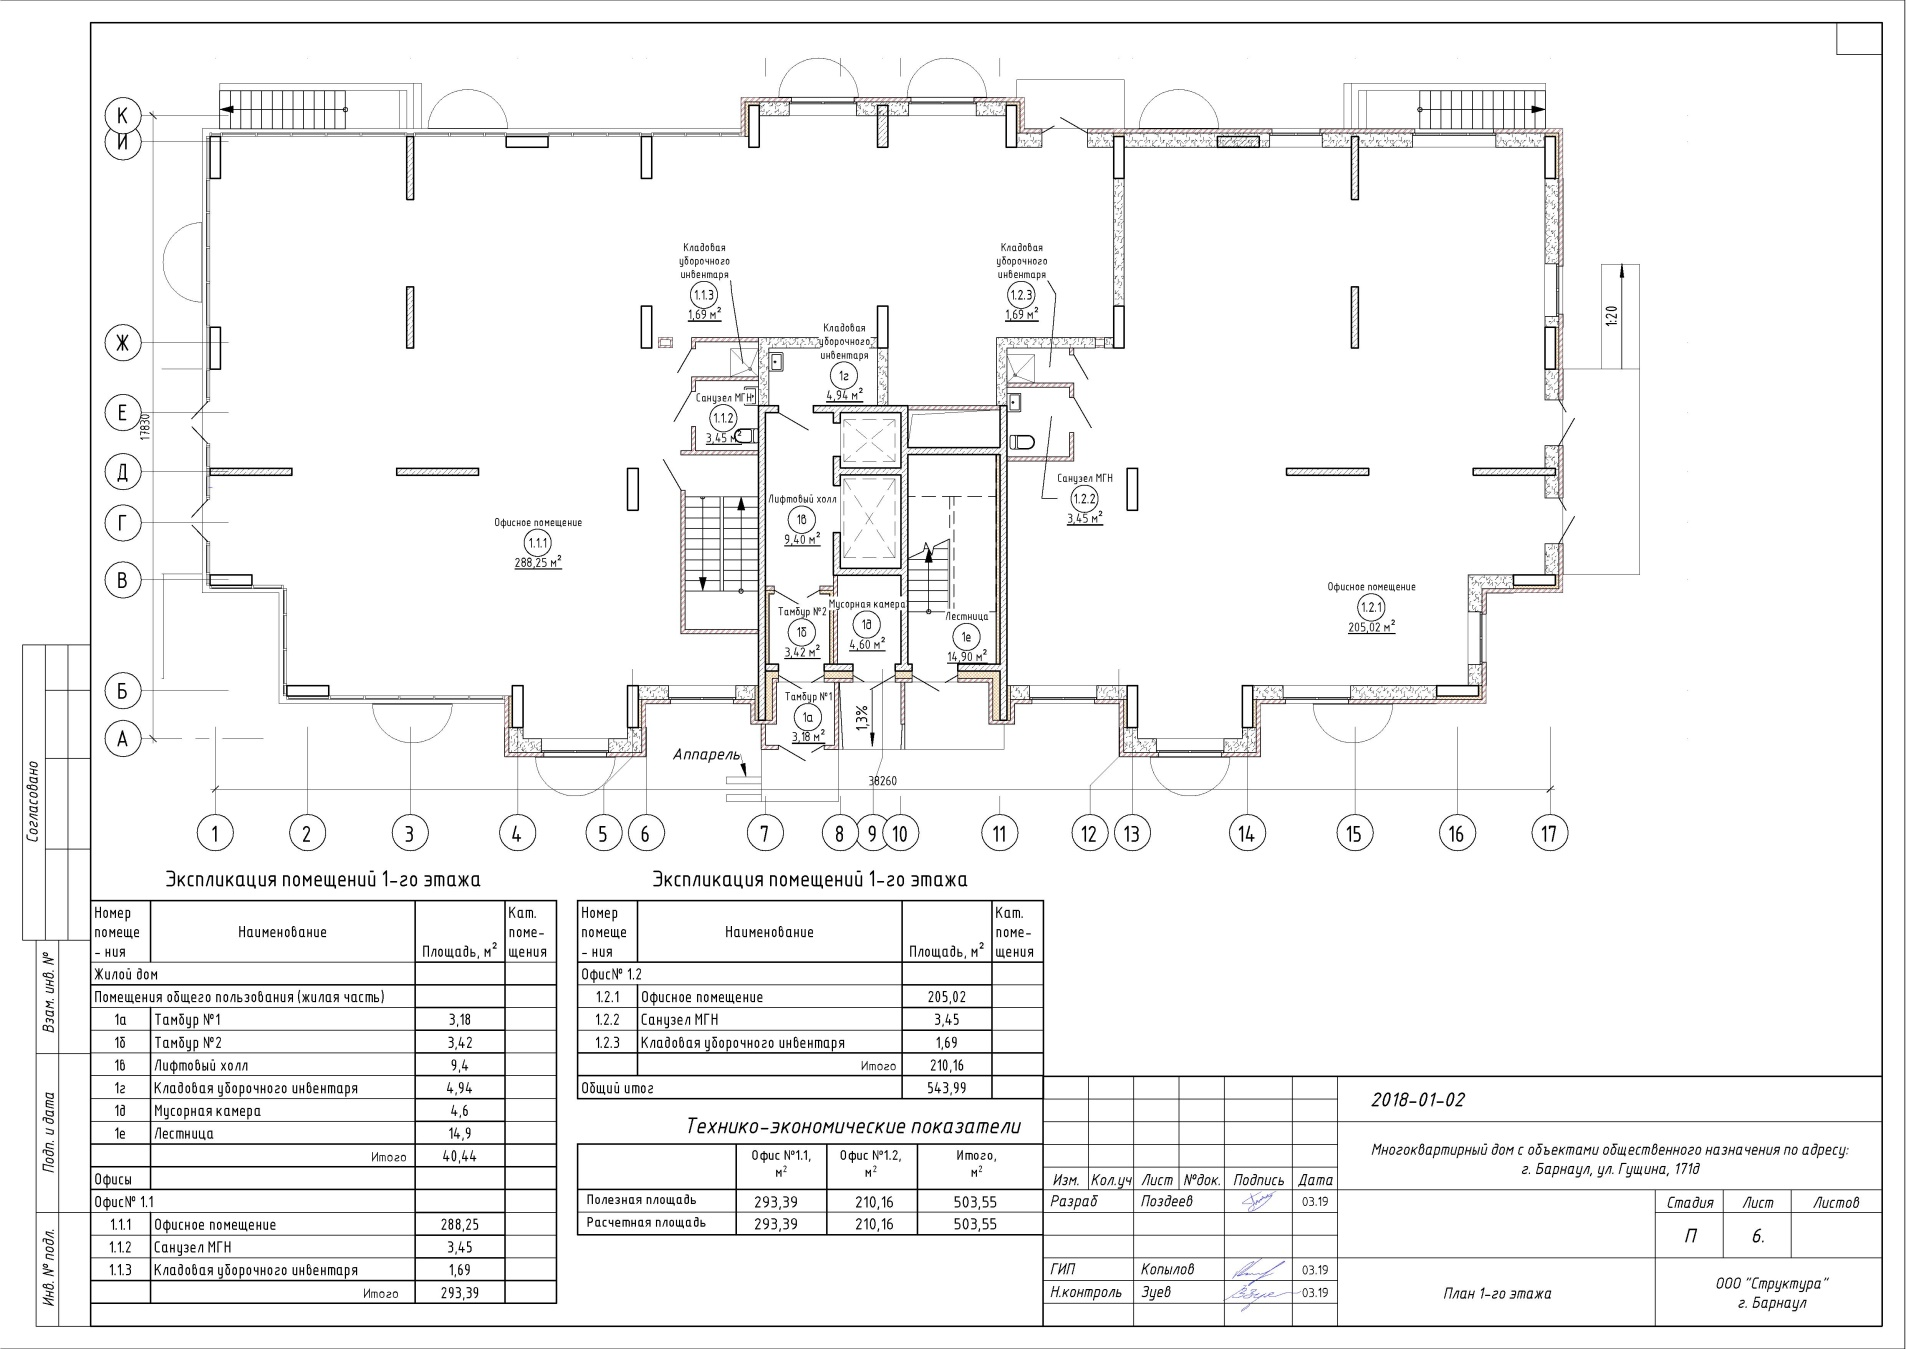 К
И
Ж
Е
Д
Г
В
Б
А
17830
Кладовая
уборочного
инвентаря
1.1.3
1,69 м²
Кладовая
уборочного
инвентаря
1.2.3
1,69 м²
Кладовая
уборочного
инвентаря
1г
4,94 м²
Санузел МГН
1.1.2
3,45 м²
Санузел МГН
1.2.2
3,45 м²
Лифтовый холл
1в
9,40 м²
Офисное помещение
1.1.1
288,25 м²
Офисное помещение
1.2.1
205,02 м²
Тамбур №2
1б
3,42 м²
Мусорная камера
1д
4,60 м²
Лестница
1е
14,90 м²
Тамбур №1
1а
3,18 м²
1,3%
1:20
Аппарель
38260
1
2
3
4
5
6
7
8
9
10
11
12
13
14
15
16
17
Экспликация помещений 1-го этажа
Номер
помеще
- ния
Наименование
Площадь, м²
Кат.
поме-
щения
Жилой дом
Помещения общего пользования (жилая часть)
1а Тамбур №1 3,18
1б Тамбур №2 3,42
1в Лифтовый холл 9,4
1г Кладовая уборочного инвентаря 4,94
1д Мусорная камера 4,6
1е Лестница 14,9
Итого 40,44
Офисы
Офис№ 1.1
1.1.1 Офисное помещение 288,25
1.1.2 Санузел МГН 3,45
1.1.3 Кладовая уборочного инвентаря 1,69
Итого 293,39
Экспликация помещений 1-го этажа
Номер
помеще
- ния
Наименование
Площадь, м²
Кат.
поме-
щения
Офис№ 1.2
1.2.1 Офисное помещение 205,02
1.2.2 Санузел МГН 3,45
1.2.3 Кладовая уборочного инвентаря 1,69
Итого 210,16
Общий итог 543,99
Технико-экономические показатели
Офис №1.1, м² Офис №1.2, м² Итого, м²
Полезная площадь 293,39 210,16 503,55
Расчетная площадь 293,39 210,16 503,55
Согласовано
Взам. инв. №
Подп. и дата
Инв. № подл.
2018-01-02
Многоквартирный дом с объектами общественного назначения по адресу:
г. Барнаул, ул. Гущина, 171д
Изм. Кол.уч Лист №док. Подпись Дата
Разраб Поздеев 03.19
Стадия Лист Листов
П 6.
ГИП Копылов 03.19
Н.контроль Зуев 03.19
План 1-го этажа
ООО "Структура"
г. Барнаул